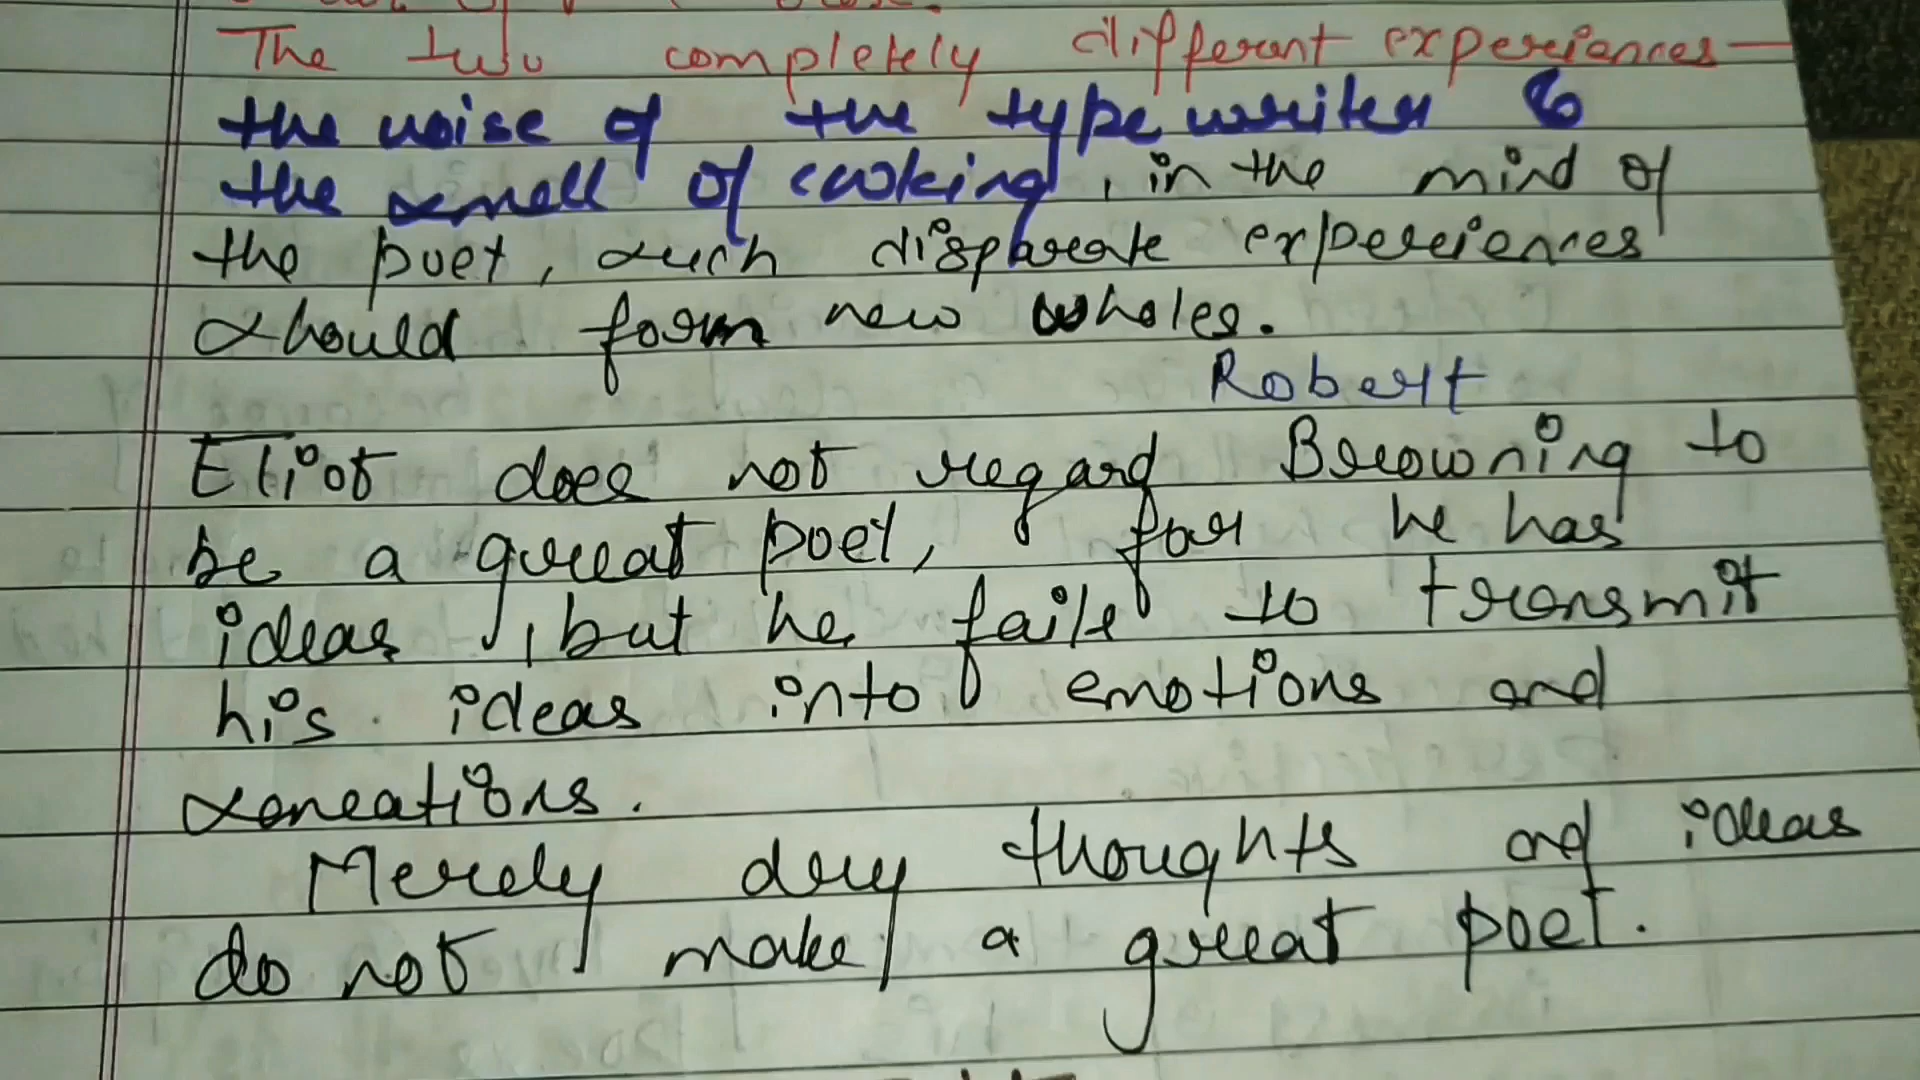 The two completely different experiences—
the noise of the typewriter &
the smell of cooking, in the mind of
the poet, such disparate experiences
should form new wholes.
Robert
Eliot does not regard Browning to
be a great poet, for he has
ideas, but he fails to transmit
his ideas into emotions and
sensations.
Merely dry thoughts and ideas
do not make a great poet.